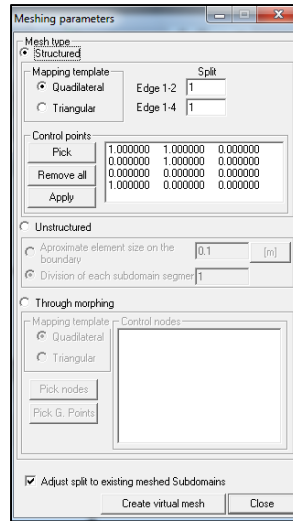 Meshing parameters
Mesh type
Structured
Mapping template
Split
Quadilateral
Edge 1-2 1
Triangular
Edge 1-4 1
Control points
Pick
1.000000 1.000000 0.000000
0.000000 1.000000 0.000000
Remove all
0.000000 0.000000 0.000000
1.000000 0.000000 0.000000
Apply
Unstructured
Aproximate element size on the boundary
0.1
[m]
Division of each subdomain segmer 1
Through morphing
Mapping template
Control nodes
Quadilateral
Triangular
Pick nodes
Pick G. Points
Adjust split to existing meshed Subdomains
Create virtual mesh
Close